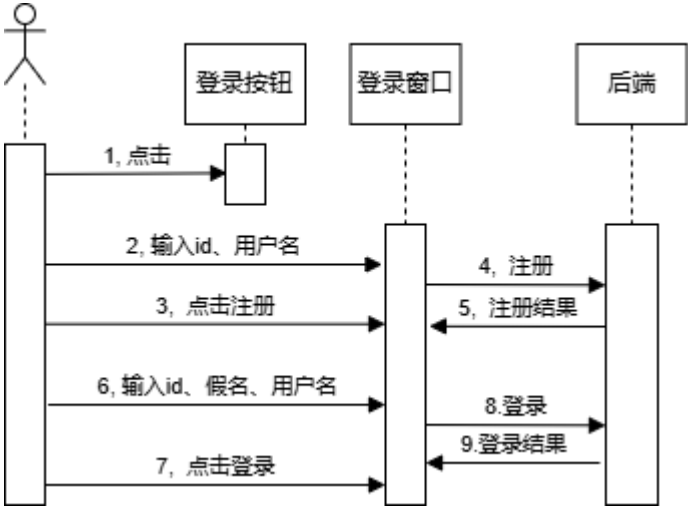 登录按钮
登录窗口
后端
1, 点击
2, 输入id、用户名
4, 注册
3, 点击注册
5, 注册结果
6, 输入id、假名、用户名
8.登录
9.登录结果
7, 点击登录